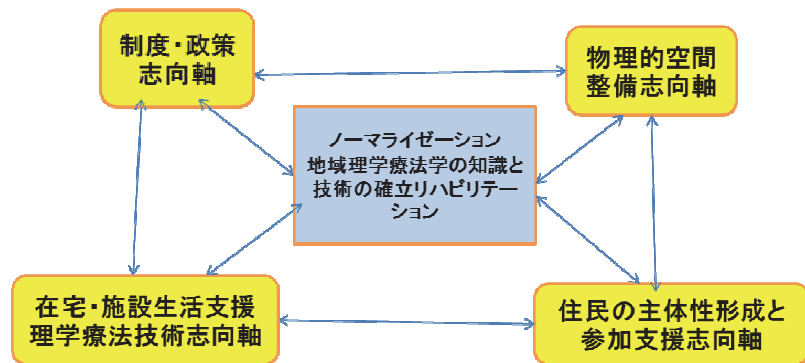 制度・政策
志向軸
物理的空間
整備志向軸
ノーマライゼーション
地域理学療法学の知識と
技術の確立リハビリテー
ション
在宅・施設生活支援
理学療法技術志向軸
住民の主体性形成と
参加支援志向軸